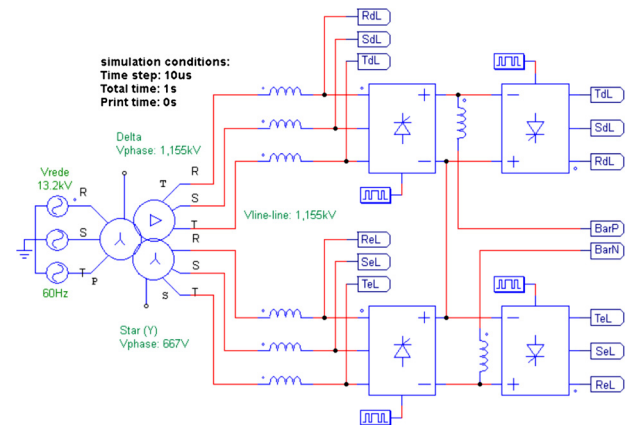 RdL
SdL
TdL
simulation conditions:
Time step: 10us
Total time: 1s
Print time: 0s
TdL
SdL
RdL
Delta
Vphase: 1,155kV
Vrede
13.2kV
R
S
T
P
60Hz
R
T
S
T
R
S
S
T
Vline-line: 1,155kV
BarP
BarN
ReL
SeL
TeL
TeL
SeL
ReL
Star (Y)
Vphase: 667V